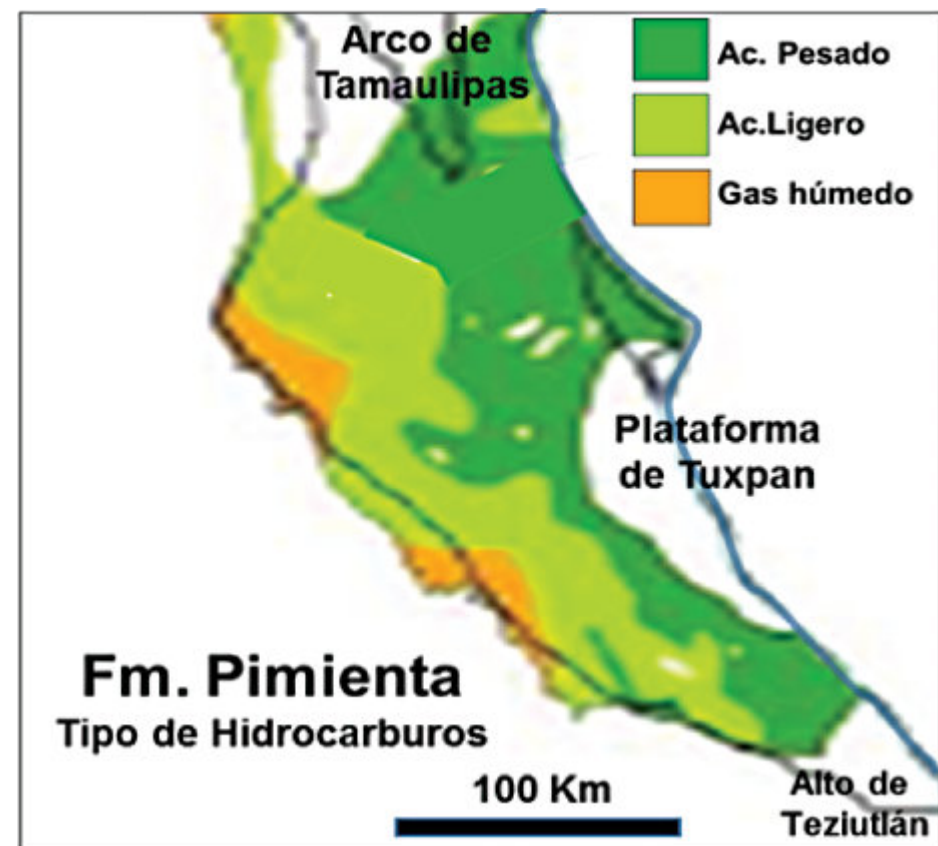 Arco de
Tamaulipas
Ac. Pesado
Ac.Ligero
Gas húmedo
Plataforma
de Tuxpan
Fm. Pimienta
Tipo de Hidrocarburos
100 Km
Alto de
Teziutlán